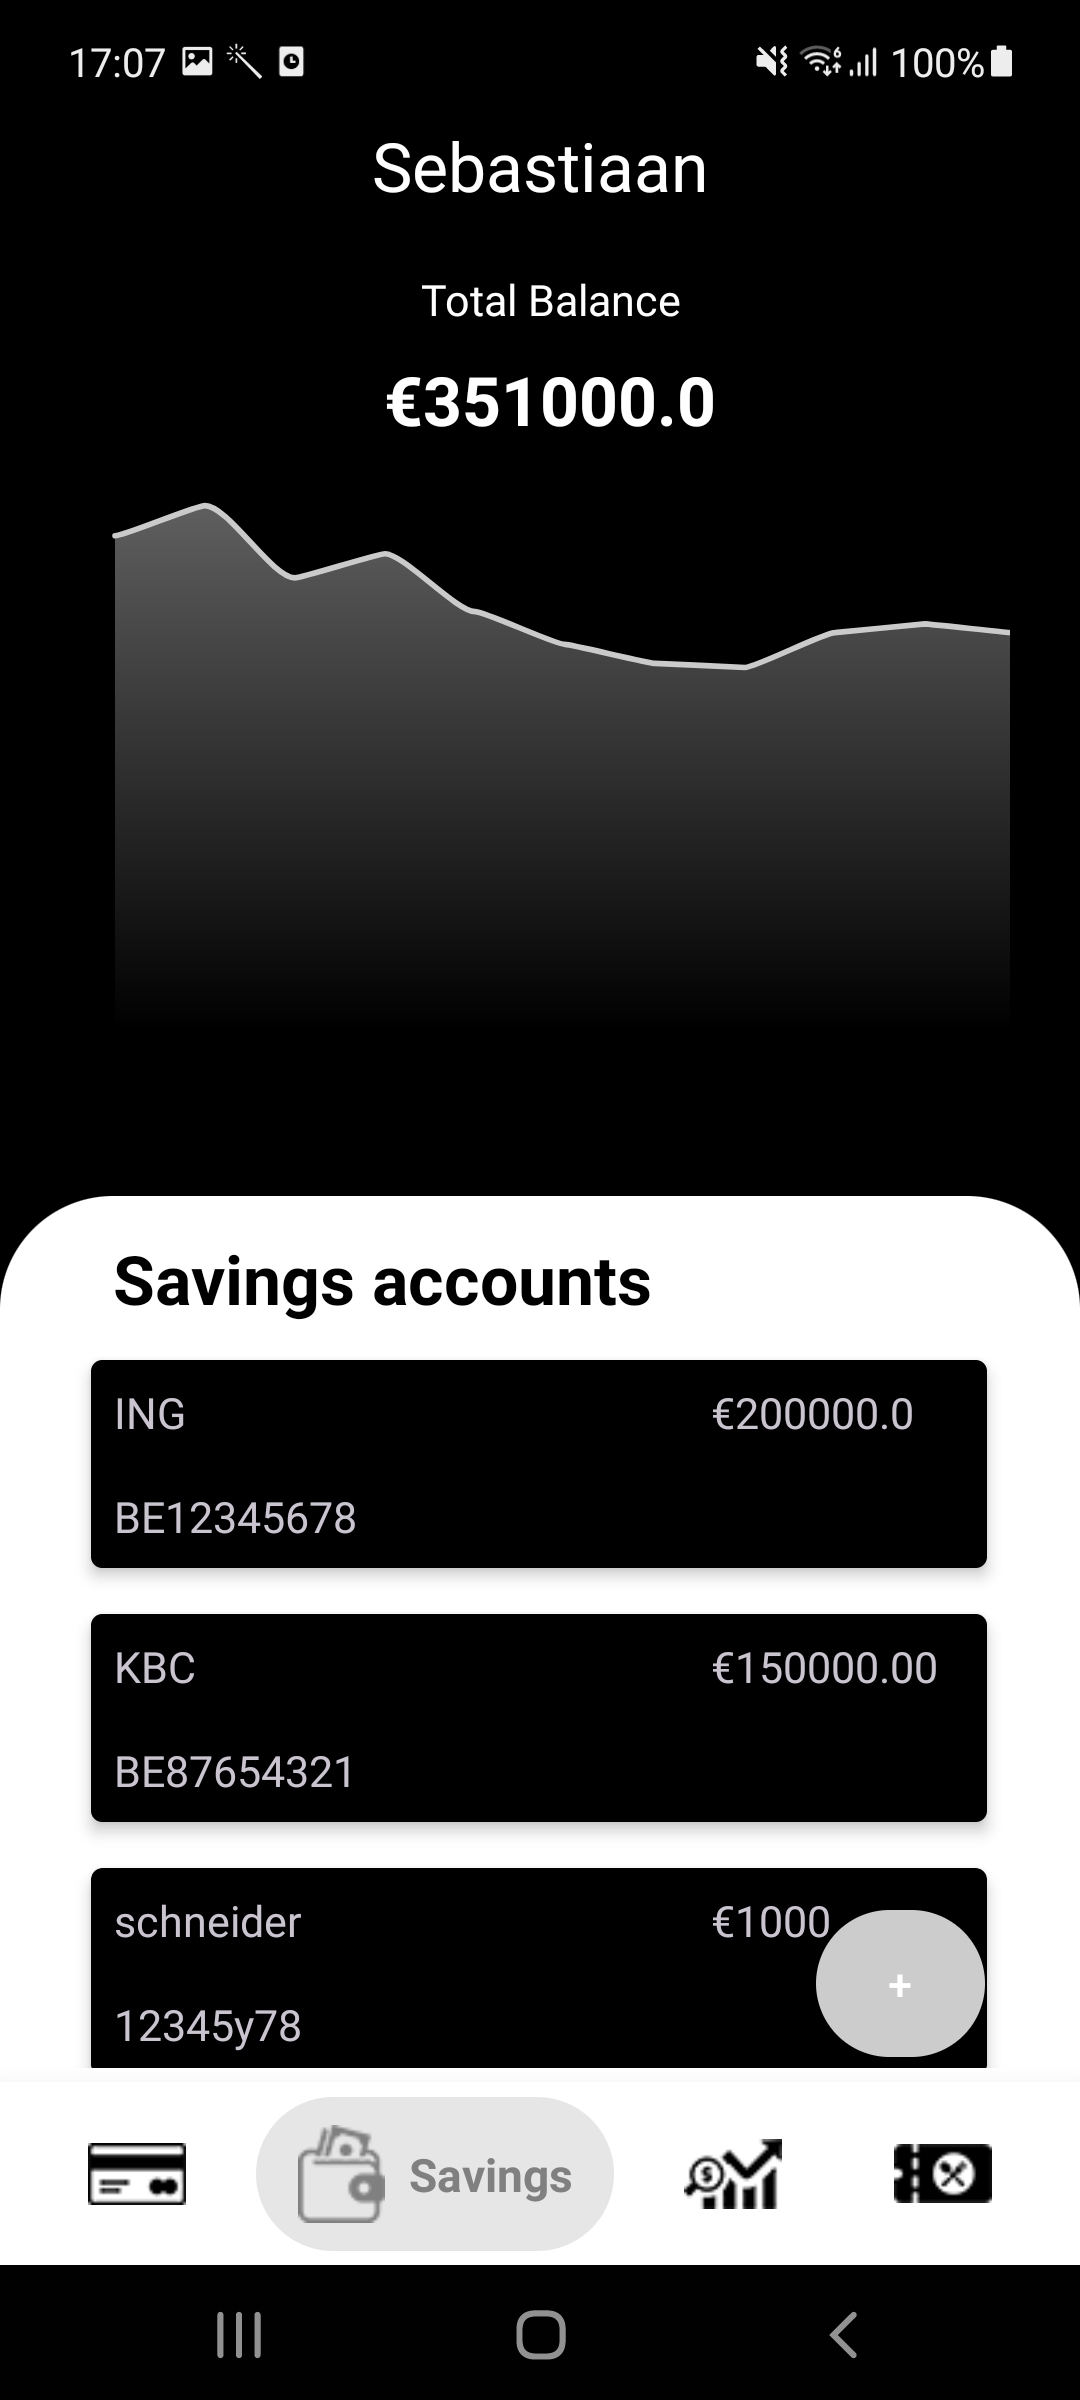 17:07 6 100%
Sebastiaan
Total Balance
€351000.0
Savings accounts
ING €200000.0
BE12345678
KBC €150000.00
BE87654321
schneider €1000
12345y78
+
$ Savings